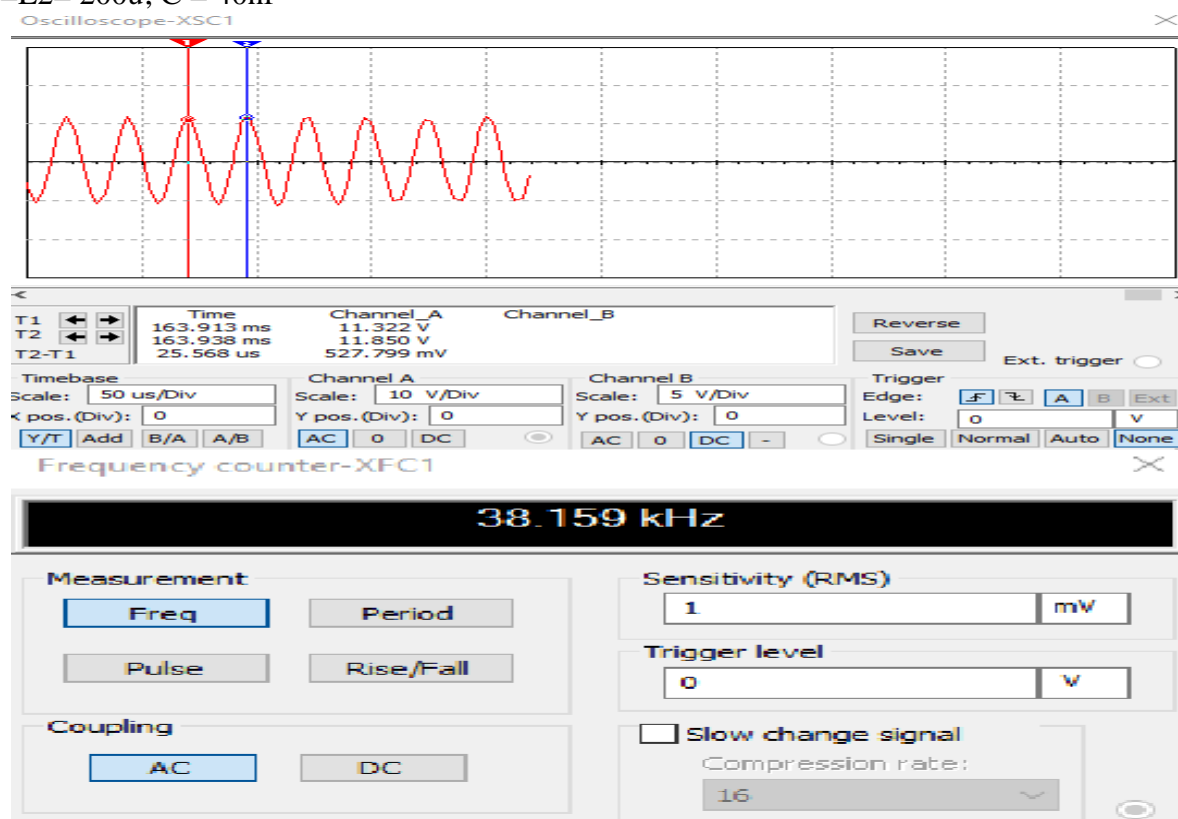 =L2= 200u, C = 40n
Oscilloscope-XSC1
1 2
T1
T2
T2-T1
Time Channel_A Channel_B
163.913 ms 11.322 V
163.938 ms 11.850 V
25.568 us 527.799 mV
Reverse
Save
Ext. trigger
Timebase Channel A Channel B Trigger
Scale: 50 us/Div Scale: 10 V/Div Scale: 5 V/Div Edge: A B Ext
X pos.(Div): 0 Y pos.(Div): 0 Y pos.(Div): 0 Level: 0 V
Y/T Add B/A A/B AC 0 DC AC 0 DC - Single Normal Auto None
Frequency counter-XFC1
38.159 kHz
Measurement
Freq Period
Pulse Rise/Fall
Coupling
AC DC
Sensitivity (RMS)
1 mV
Trigger level
0 V
Slow change signal
Compression rate:
16